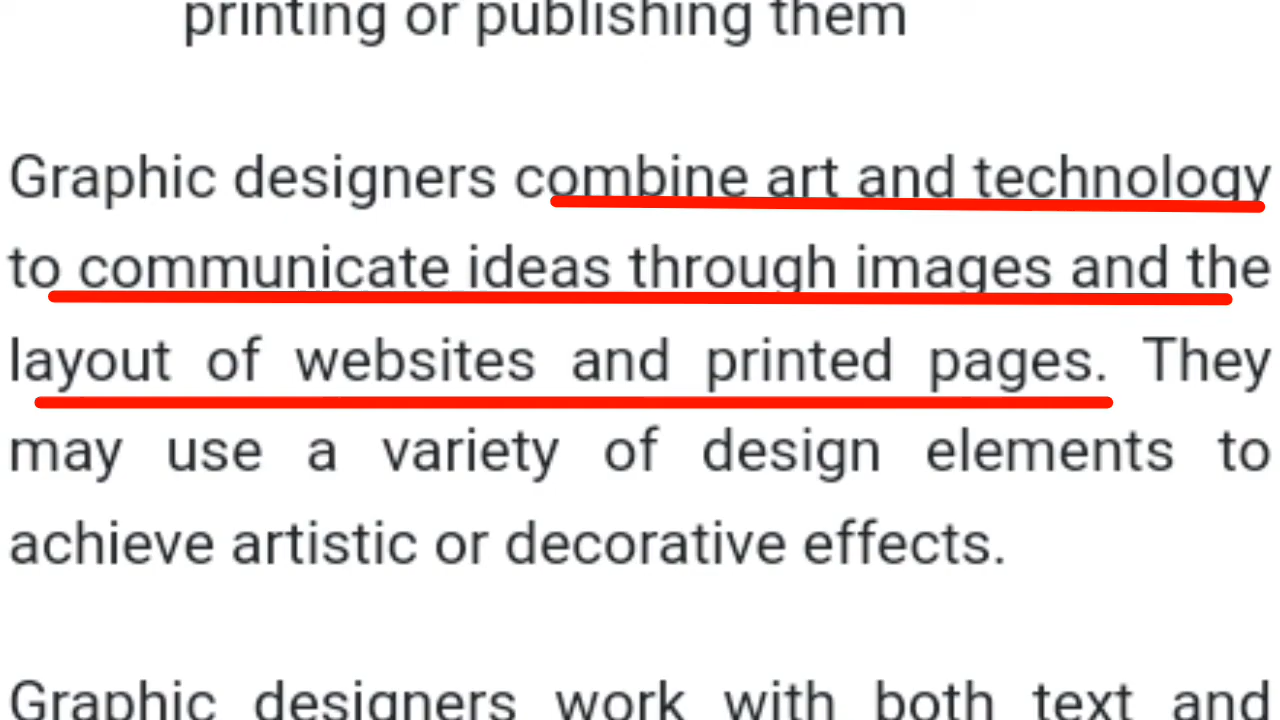 printing or publishing them
Graphic designers combine art and technology
to communicate ideas through images and the
layout of websites and printed pages. They
may use a variety of design elements to
achieve artistic or decorative effects.
Graphic designers work with both text and